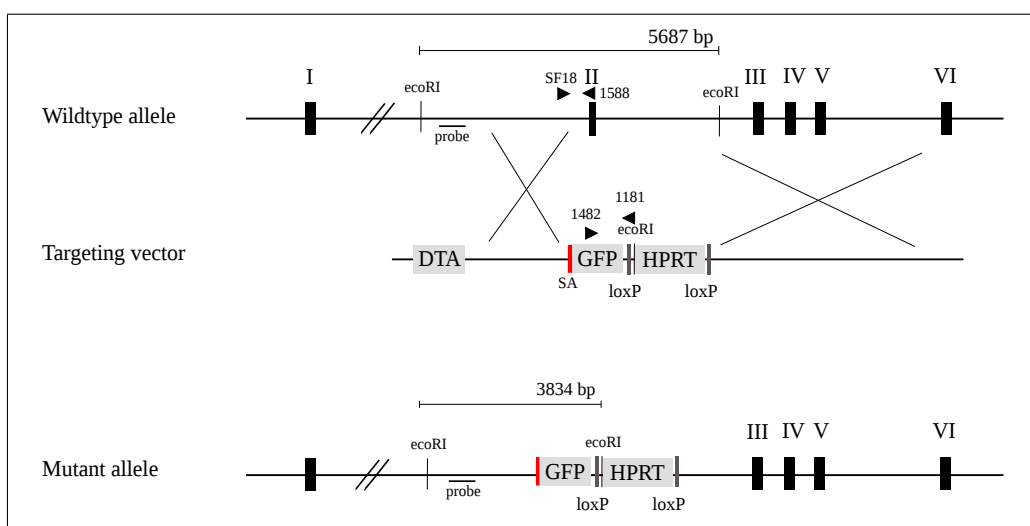 5687 bp
I
ecoRI
SF18
II
1588
ecoRI
III
IV
V
VI
Wildtype allele
probe
1482
1181
ecoRI
Targeting vector
DTA
GFP
HPRT
SA
loxP
loxP
3834 bp
ecoRI
ecoRI
III
IV
V
VI
Mutant allele
GFP
HPRT
probe
loxP
loxP